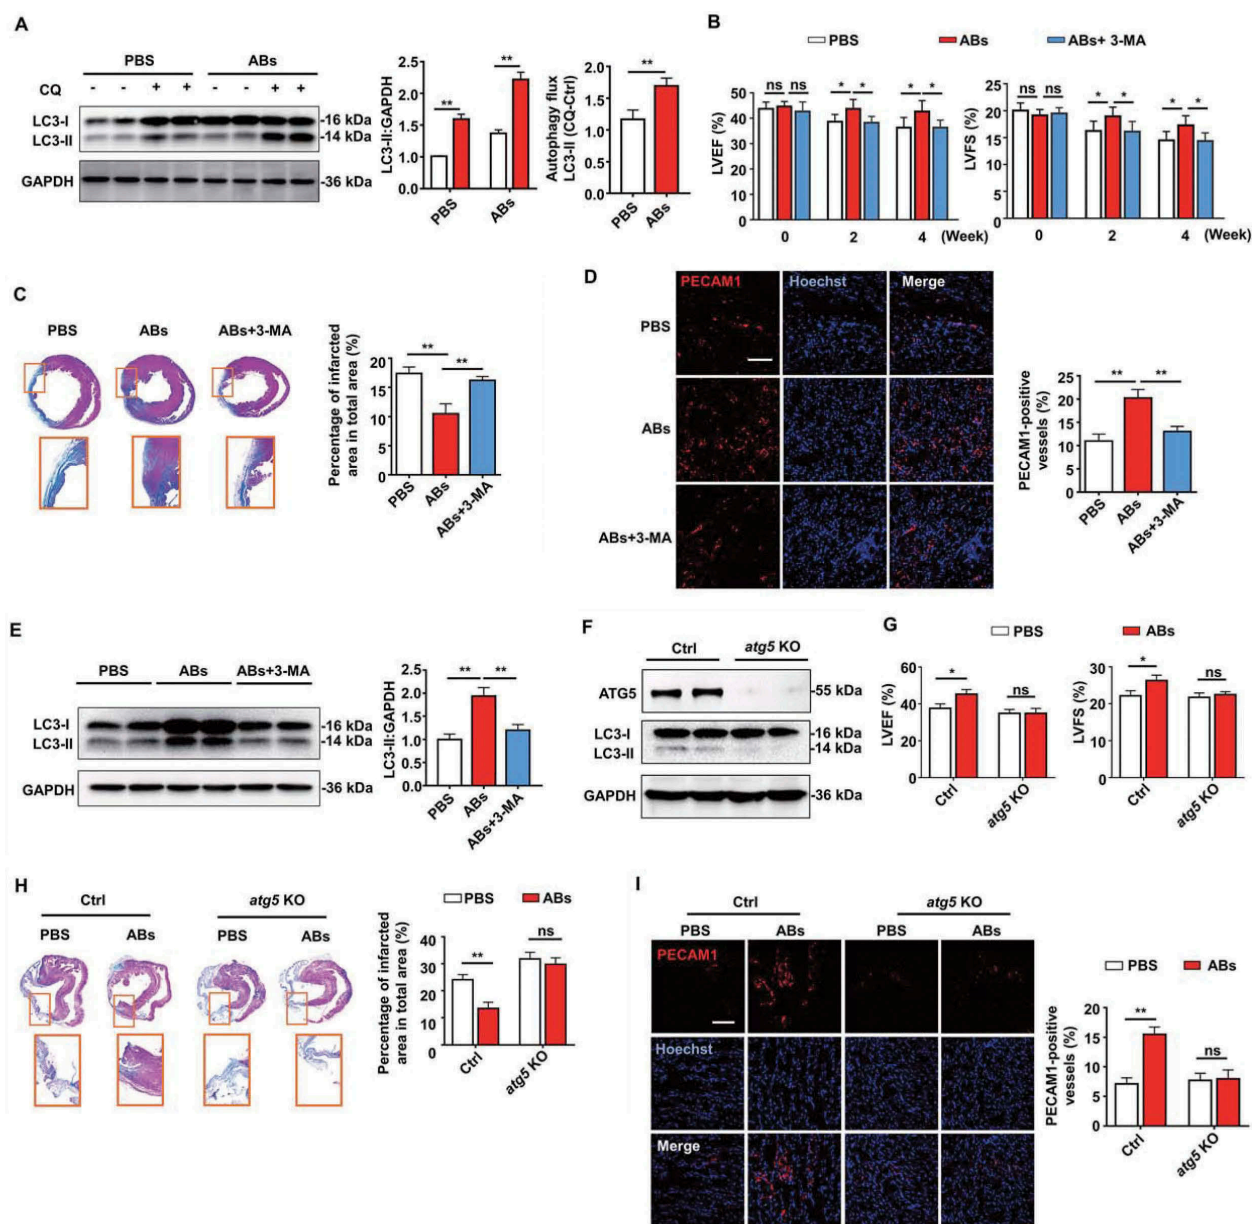 A
PBS ABs
CQ - - + + - - + +
LC3-I -16 kDa
LC3-II -14 kDa
GAPDH -36 kDa
LC3-II:GAPDH
2.5
2.0
1.5
1.0
0.5
0.0
** **
PBS ABs
Autophagy flux
LC3-II (CQ-Ctrl)
2.0
1.5
1.0
0.5
0.0
**
PBS ABs
B
PBS ABs ABs+ 3-MA
LVEF (%)
50
40
30
20
10
0
ns ns * * * *
0 2 4 (Week)
LVFS (%)
25
20
15
10
5
0
ns ns * * * *
0 2 4 (Week)
C
PBS ABs ABs+3-MA
Percentage of infarcted
area in total area (%)
20
15
10
5
0
** **
PBS ABs ABs+3-MA
D
PECAM1 Hoechst Merge
PBS
ABs
ABs+3-MA
PECAM1-positive
vessels (%)
25
20
15
10
5
0
** **
PBS ABs ABs+3-MA
E
PBS ABs ABs+3-MA
LC3-I -16 kDa
LC3-II -14 kDa
GAPDH -36 kDa
LC3-II:GAPDH
2.5
2.0
1.5
1.0
0.5
0.0
** **
PBS ABs ABs+3-MA
F
Ctrl atg5 KO
ATG5 -55 kDa
LC3-I -16 kDa
LC3-II -14 kDa
GAPDH -36 kDa
G
PBS ABs
LVEF (%)
60
40
20
0
* ns
Ctrl atg5 KO
LVFS (%)
30
20
10
0
* ns
Ctrl atg5 KO
H
Ctrl atg5 KO
PBS ABs PBS ABs
PBS ABs
Percentage of infarcted
area in total area (%)
40
30
20
10
0
** ns
Ctrl atg5 KO
I
Ctrl atg5 KO
PBS ABs PBS ABs
PECAM1
Hoechst
Merge
PBS ABs
PECAM1-positive
vessels (%)
20
15
10
5
0
** ns
Ctrl atg5 KO